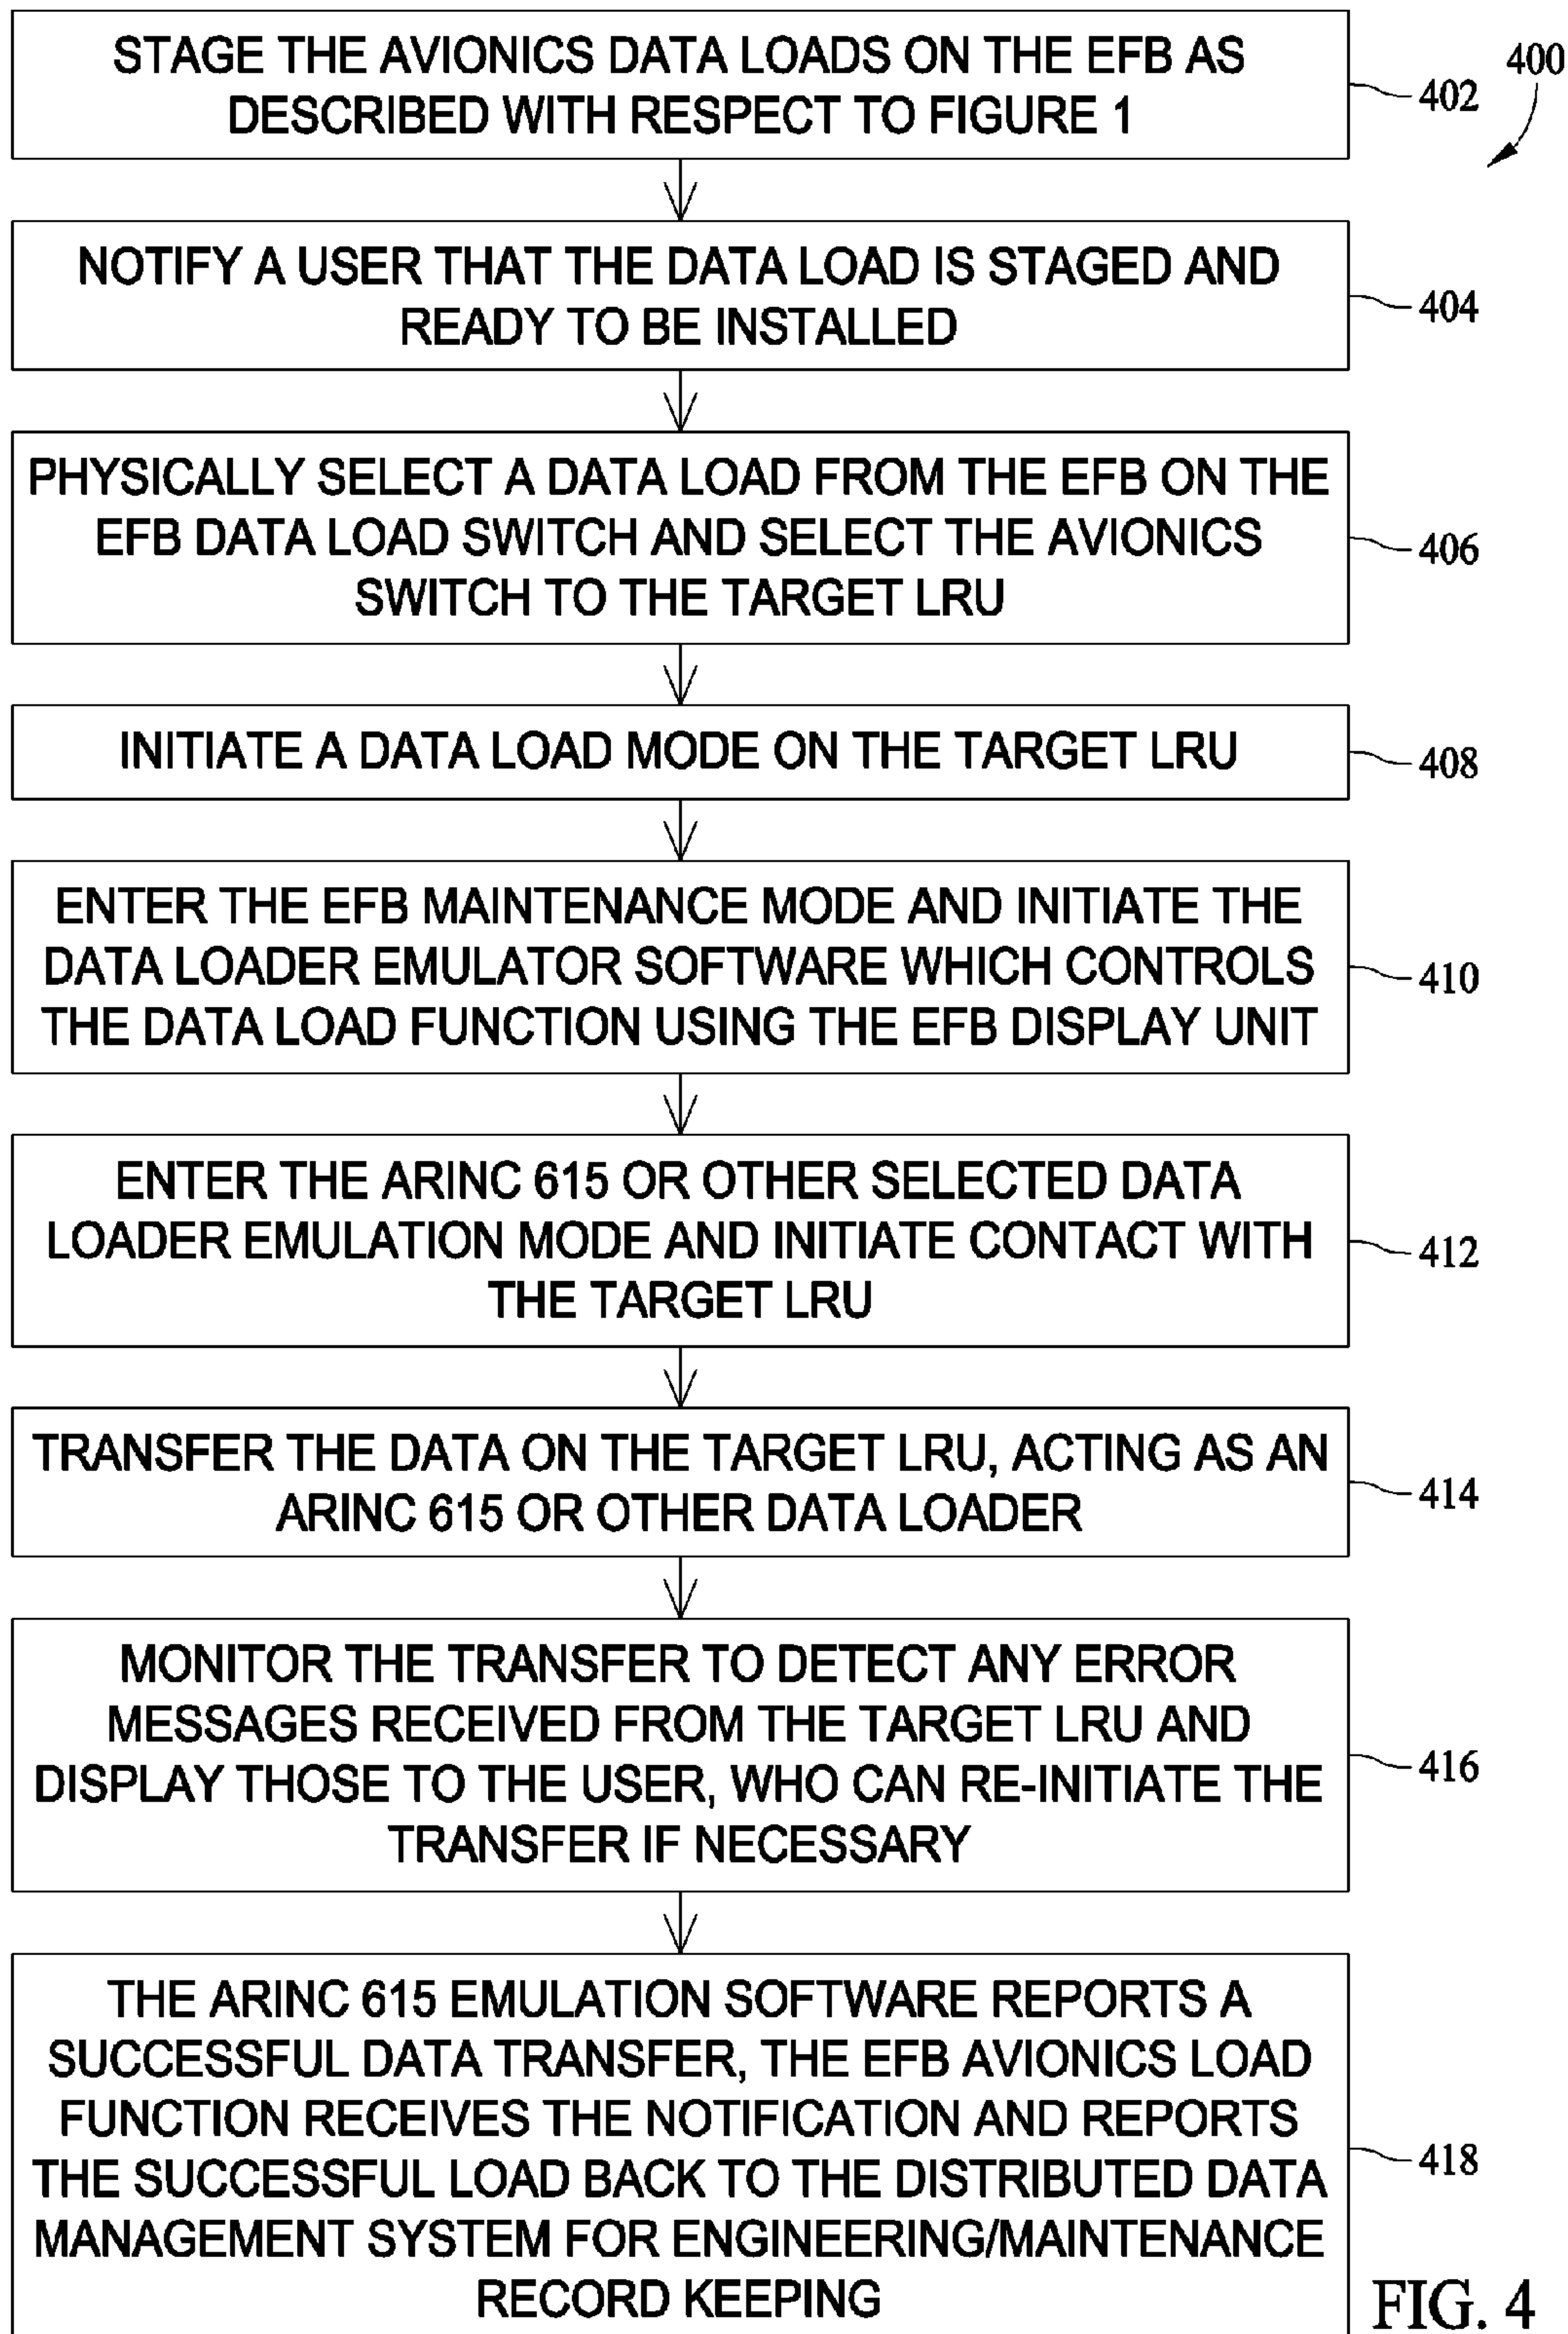 STAGE THE AVIONICS DATA LOADS ON THE EFB AS
DESCRIBED WITH RESPECT TO FIGURE 1
402
400
NOTIFY A USER THAT THE DATA LOAD IS STAGED AND
READY TO BE INSTALLED
404
PHYSICALLY SELECT A DATA LOAD FROM THE EFB ON THE
EFB DATA LOAD SWITCH AND SELECT THE AVIONICS
SWITCH TO THE TARGET LRU
406
INITIATE A DATA LOAD MODE ON THE TARGET LRU
408
ENTER THE EFB MAINTENANCE MODE AND INITIATE THE
DATA LOADER EMULATOR SOFTWARE WHICH CONTROLS
THE DATA LOAD FUNCTION USING THE EFB DISPLAY UNIT
410
ENTER THE ARINC 615 OR OTHER SELECTED DATA
LOADER EMULATION MODE AND INITIATE CONTACT WITH
THE TARGET LRU
412
TRANSFER THE DATA ON THE TARGET LRU, ACTING AS AN
ARINC 615 OR OTHER DATA LOADER
414
MONITOR THE TRANSFER TO DETECT ANY ERROR
MESSAGES RECEIVED FROM THE TARGET LRU AND
DISPLAY THOSE TO THE USER, WHO CAN RE-INITIATE THE
TRANSFER IF NECESSARY
416
THE ARINC 615 EMULATION SOFTWARE REPORTS A
SUCCESSFUL DATA TRANSFER, THE EFB AVIONICS LOAD
FUNCTION RECEIVES THE NOTIFICATION AND REPORTS
THE SUCCESSFUL LOAD BACK TO THE DISTRIBUTED DATA
MANAGEMENT SYSTEM FOR ENGINEERING/MAINTENANCE
RECORD KEEPING
418
FIG. 4